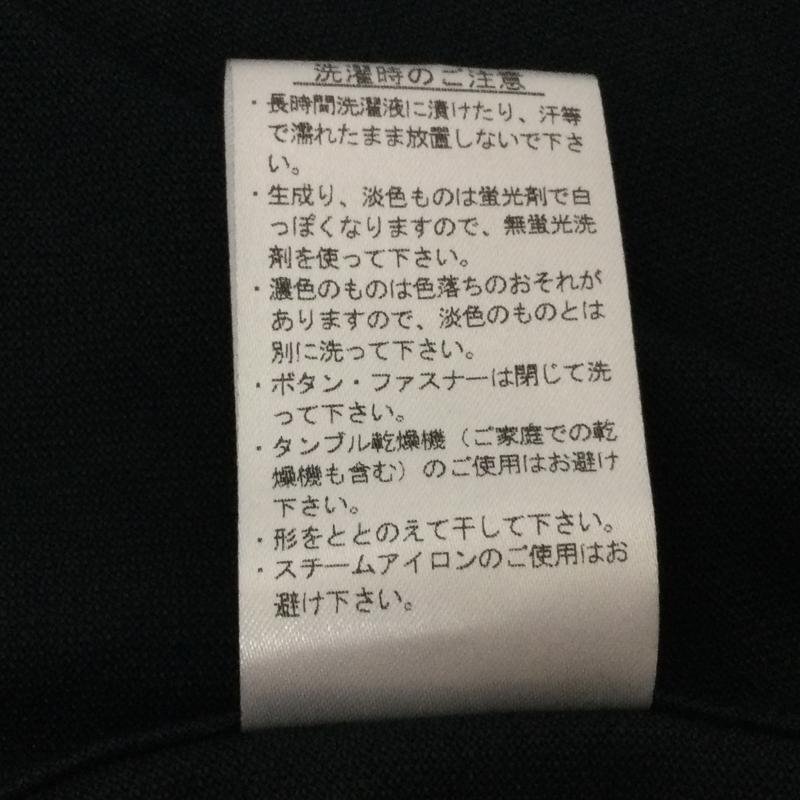 洗濯時のご注意
・長時間洗濯液に漬けたり、汗等
で濡れたまま放置しないで下さ
い。
・生成り、淡色ものは蛍光剤で白
っぽくなりますので、無蛍光洗
剤を使って下さい。
・濃色のものは色落ちのおそれが
ありますので、淡色のものとは
別に洗って下さい。
・ボタン・ファスナーは閉じて洗
って下さい。
・タンブル乾燥機（ご家庭での乾
燥機も含む）のご使用はお避け
下さい。
・形をととのえて干して下さい。
・スチームアイロンのご使用はお
避け下さい。